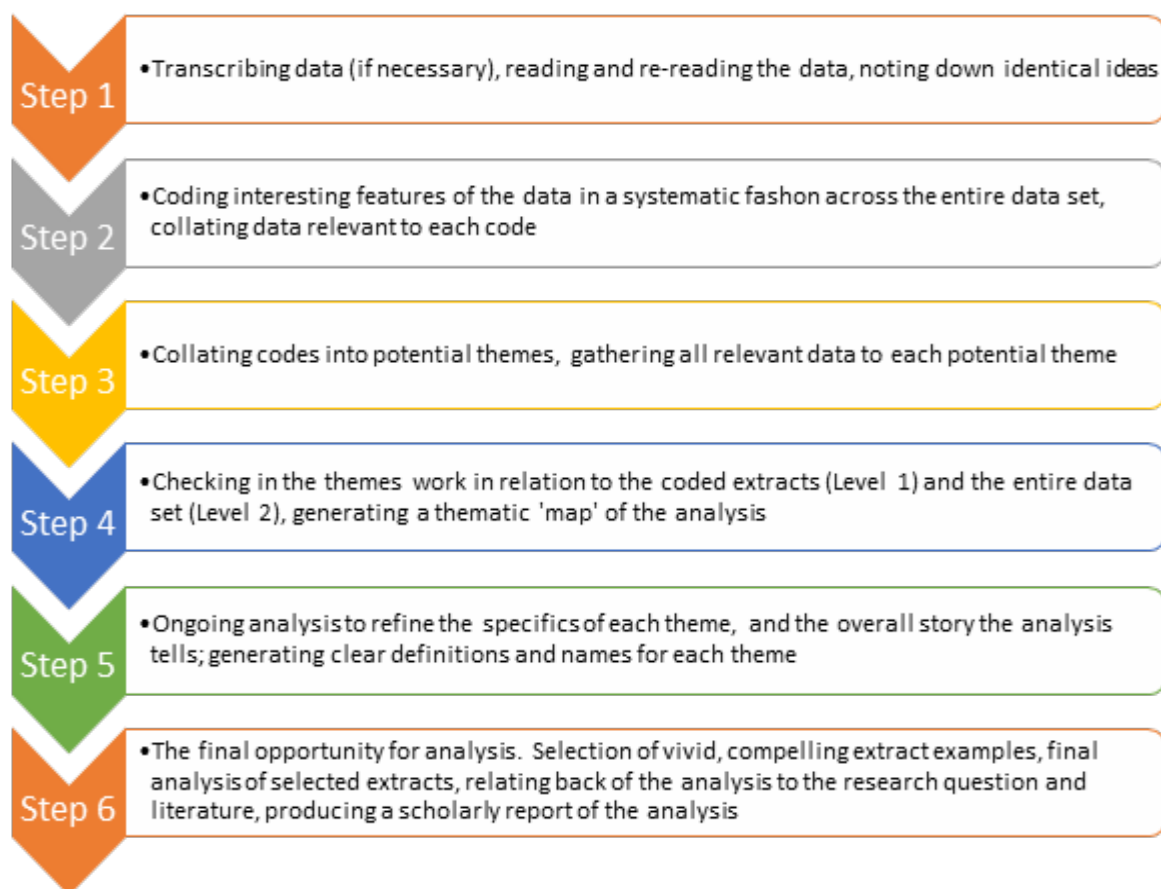 Step 1
•Transcribing data (if necessary), reading and re-reading the data, noting down identical ideas
Step 2
•Coding interesting features of the data in a systematic fashon across the entire data set,
collating data relevant to each code
Step 3
•Collating codes into potential themes, gathering all relevant data to each potential theme
Step 4
•Checking in the themes work in relation to the coded extracts (Level 1) and the entire data
set (Level 2), generating a thematic 'map' of the analysis
Step 5
•Ongoing analysis to refine the specifics of each theme, and the overall story the analysis
tells; generating clear definitions and names for each theme
Step 6
•The final opportunity for analysis. Selection of vivid, compelling extract examples, final
analysis of selected extracts, relating back of the analysis to the research question and
literature, producing a scholarly report of the analysis